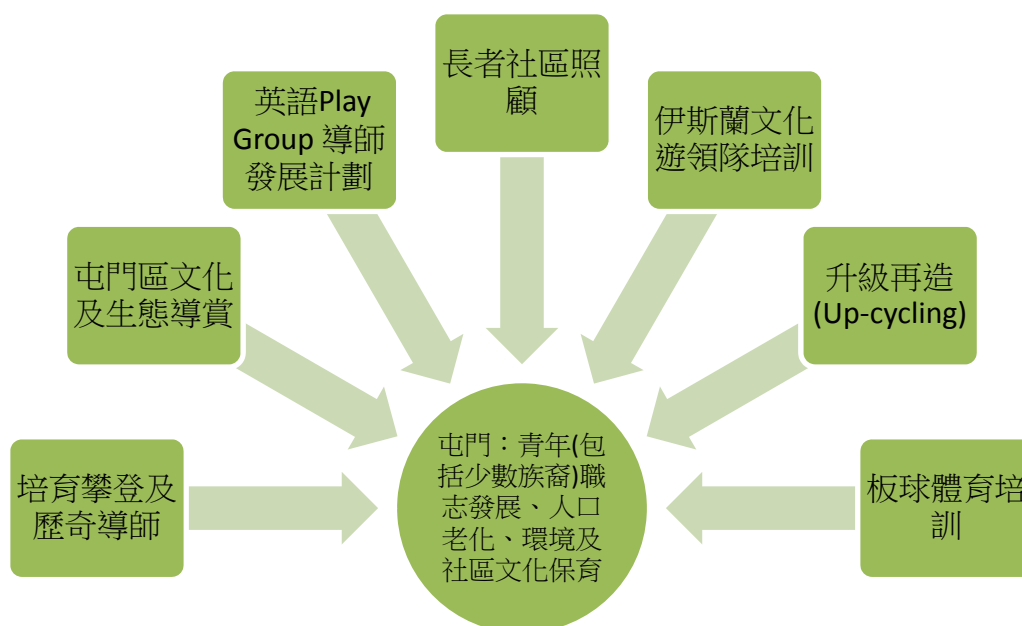 長者社區照
顧
英語Play
Group 導師
發展計劃
伊斯蘭文化
遊領隊培訓
屯門區文化
及生態導賞
升級再造
(Up-cycling)
培育攀登及
歷奇導師
屯門：青年(包
括少數族裔)職
志發展、人口
老化、環境及
社區文化保育
板球體育培
訓